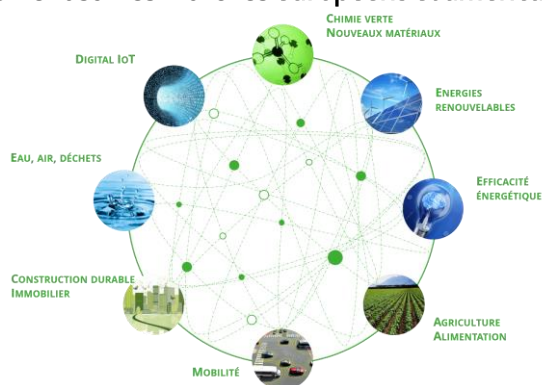 CHIMIE VERTE
NOUVEAUX MATÉRIAUX
DIGITAL IOT
ENERGIES
RENOUVELABLES
EAU, AIR, DÉCHETS
EFFICACITÉ
ÉNERGÉTIQUE
CONSTRUCTION DURABLE
IMMOBILIER
AGRICULTURE
ALIMENTATION
MOBILITÉ